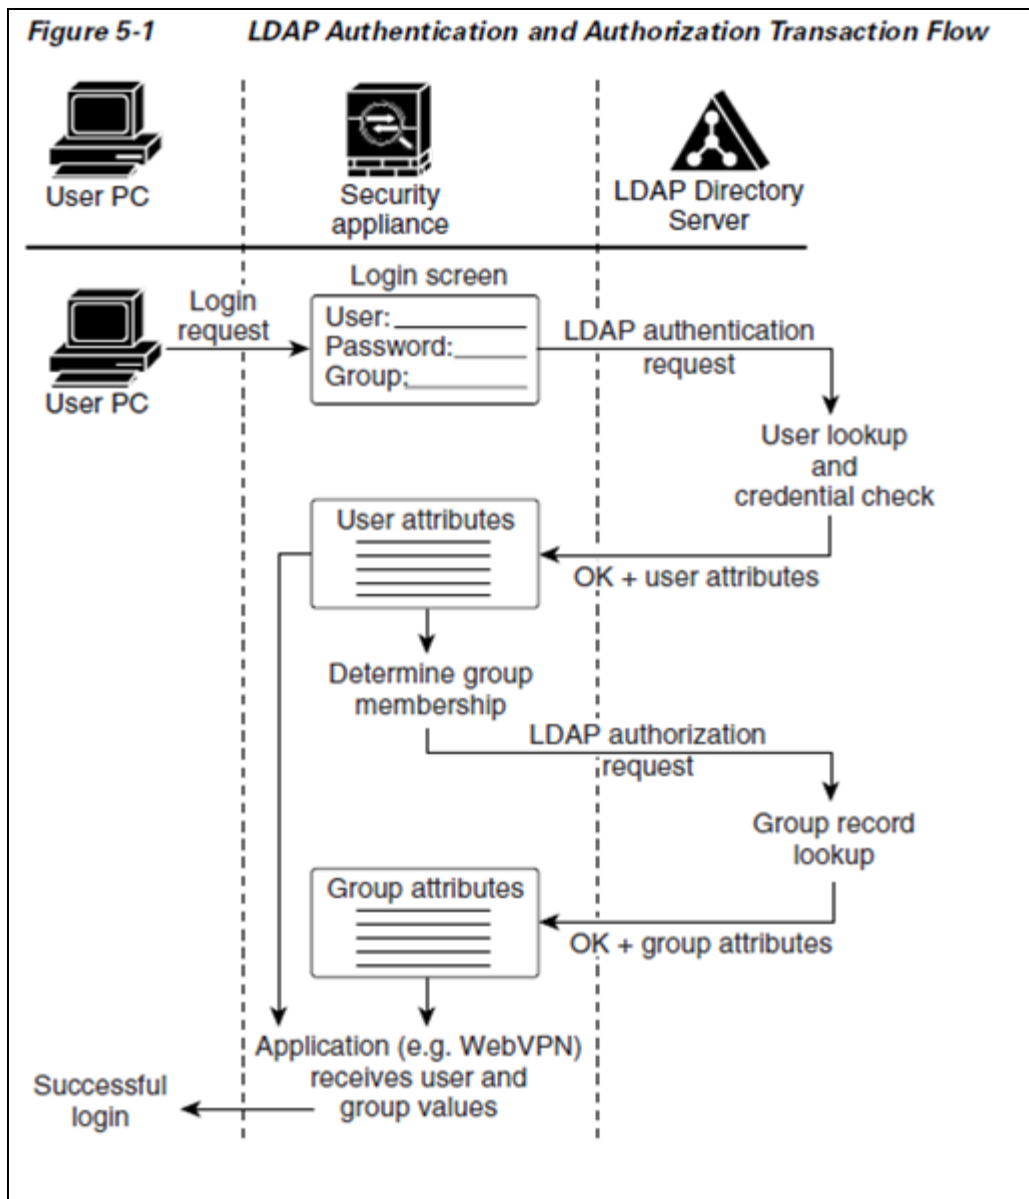 Figure 5-1 LDAP Authentication and Authorization Transaction Flow
User PC
Security
appliance
LDAP Directory
Server
Login screen
Login
request
User:
Password:
Group:
LDAP authentication
request
User PC
User lookup
and
credential check
User attributes
OK + user attributes
Determine group
membership
LDAP authorization
request
Group record
lookup
Group attributes
OK + group attributes
Application (e.g. WebVPN)
receives user and
group values
Successful
login